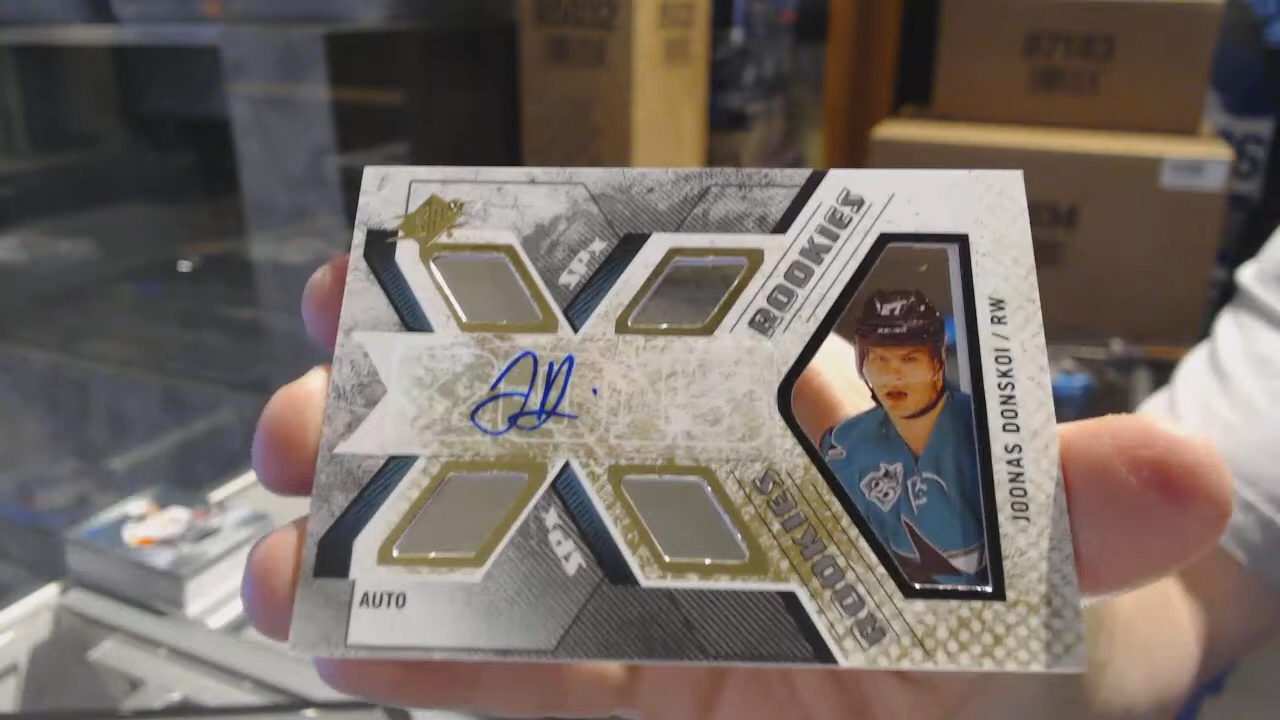 SPX
ROOKIES
JOONAS DONSKOI / RW
SPX
ROOKIES
AUTO